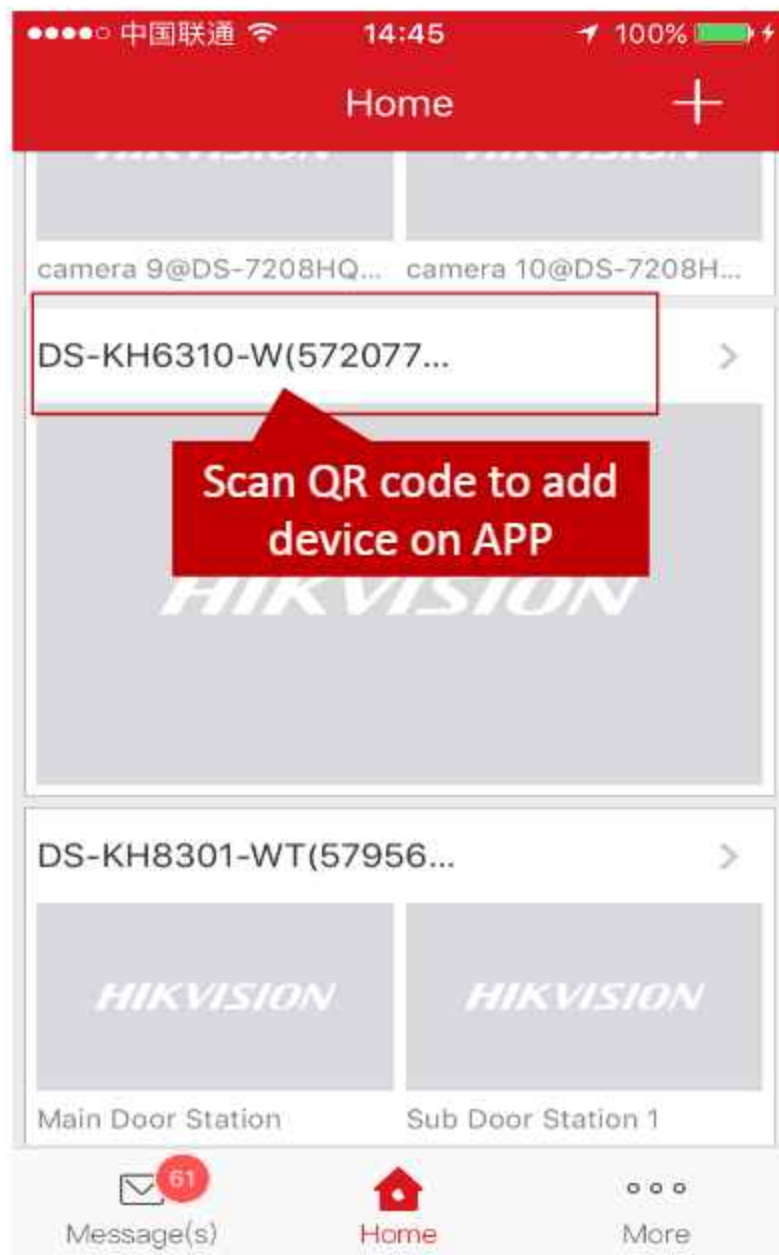 中国联通 14:45 100%
Home
HIKVISION HIKVISION
camera 9@DS-7208HQ... camera 10@DS-7208H...
DS-KH6310-W(572077...
Scan QR code to add
device on APP
HIKVISION
DS-KH8301-WT(57956...
HIKVISION HIKVISION
Main Door Station Sub Door Station 1
61
Message(s) Home More